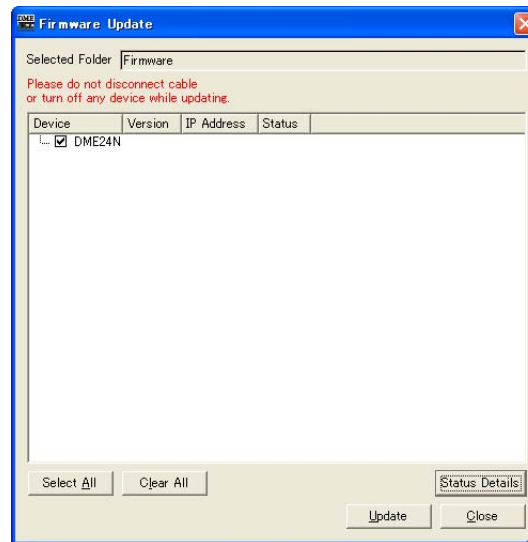 DME Firmware Update
Selected Folder Firmware
Please do not disconnect cable
or turn off any device while updating.
Device Version IP Address Status
DME24N
Select All Clear All Status Details
Update Close